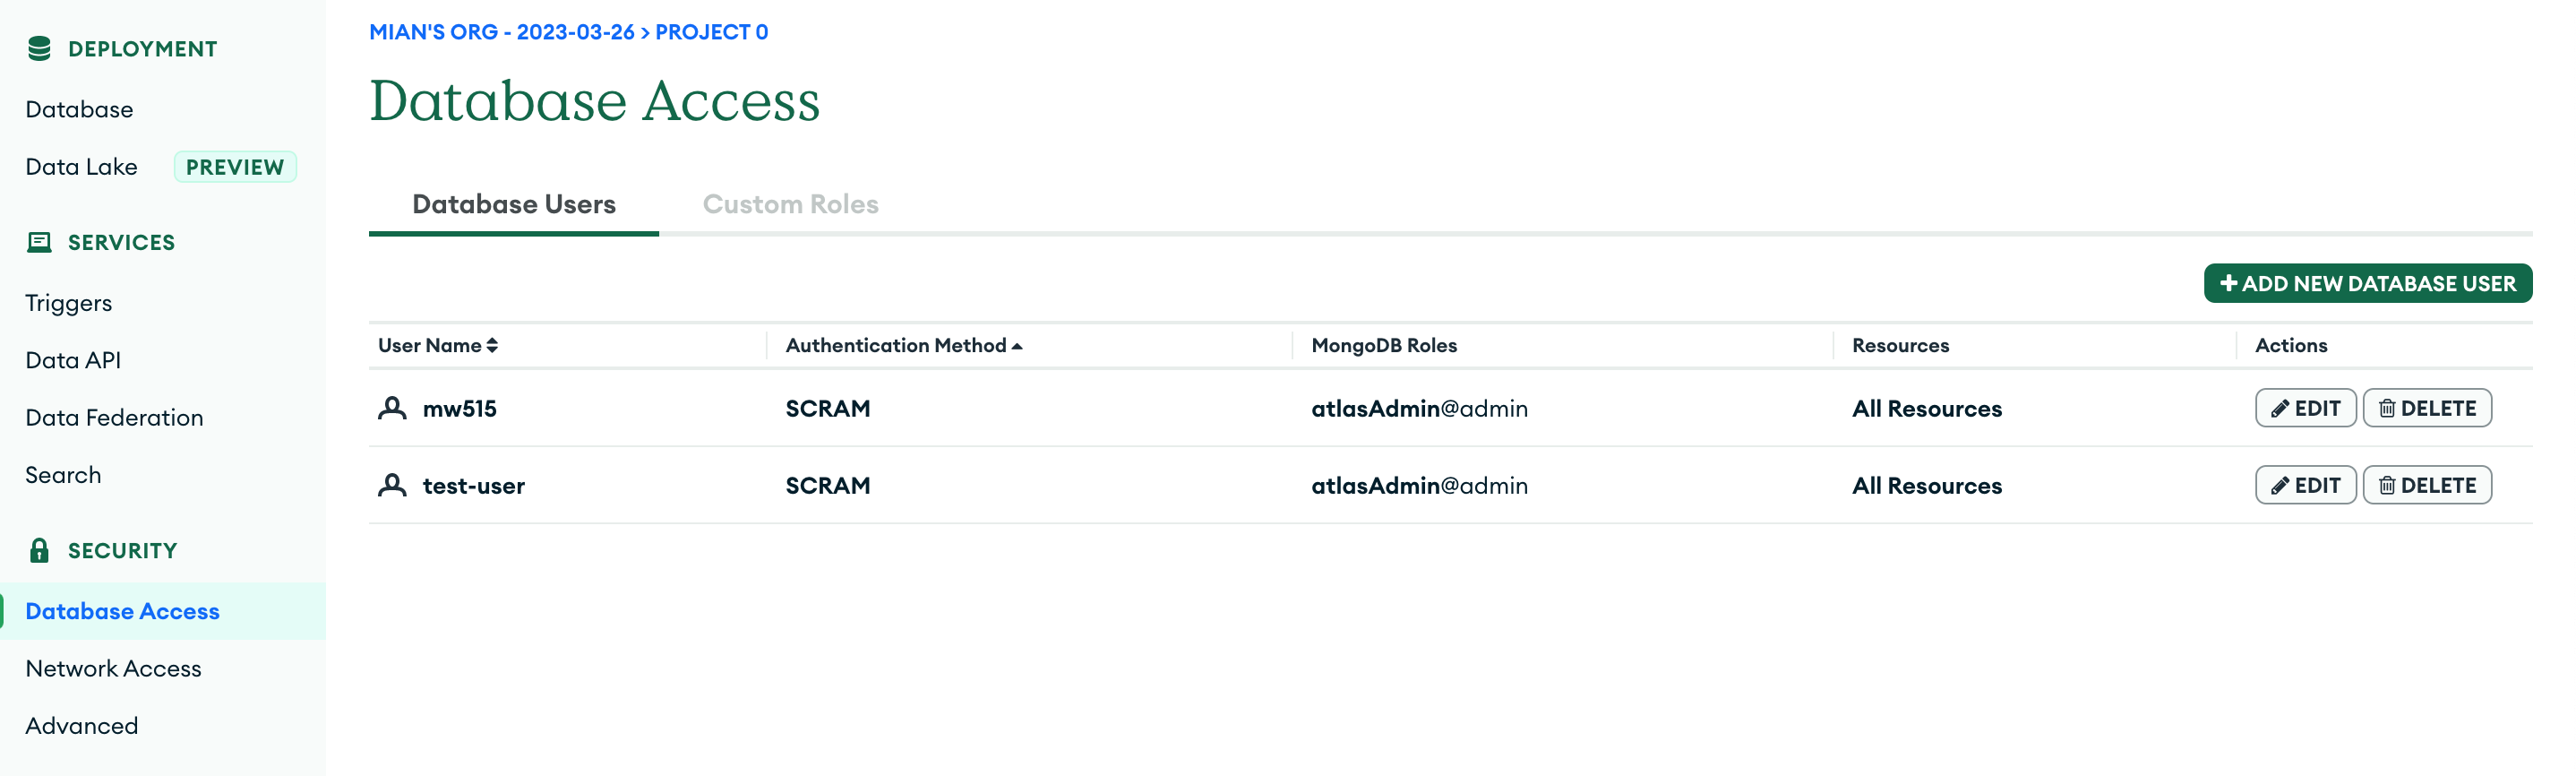 DEPLOYMENT
Database
Data Lake PREVIEW
SERVICES
Triggers
Data API
Data Federation
Search
SECURITY
Database Access
Network Access
Advanced
MIAN'S ORG - 2023-03-26 > PROJECT 0
Database Access
Database Users Custom Roles
ADD NEW DATABASE USER
User Name Authentication Method MongoDB Roles Resources Actions
mw515 SCRAM atlasAdmin@admin All Resources EDIT DELETE
test-user SCRAM atlasAdmin@admin All Resources EDIT DELETE